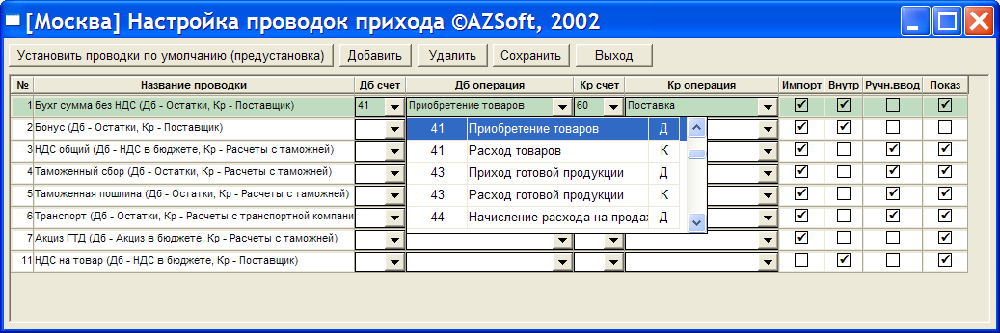 [Москва] Настройка проводок прихода ©AZSoft, 2002
Установить проводки по умолчанию (предустановка) Добавить Удалить Сохранить Выход
№ Название проводки Дб счет Дб операция Кр счет Кр операция Импорт Внутр Ручн.ввод Показ
1 Бухг сумма без НДС (Дб - Остатки, Кр - Поставщик) 41 Приобретение товаров 60 Поставка
2 Бонус (Дб - Остатки, Кр - Поставщик)
41 Приобретение товаров Д
3 НДС общий (Дб - НДС в бюджете, Кр - Расчеты с таможней)
41 Расход товаров К
4 Таможенный сбор (Дб - Остатки, Кр - Расчеты с таможней)
43 Приход готовой продукции Д
5 Таможенная пошлина (Дб - Остатки, Кр - Расчеты с таможней)
43 Расход готовой продукции К
6 Транспорт (Дб - Остатки, Кр - Расчеты с транспортной компани
44 Начисление расхода на продаж Д
7 Акциз ГТД (Дб - Акциз в бюджете, Кр - Расчеты с таможней)
11 НДС на товар (Дб - НДС в бюджете, Кр - Поставщик)